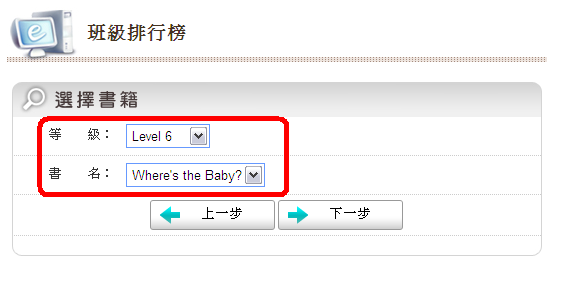 班級排行榜
選擇書籍
等 級： Level 6
書 名： Where's the Baby?
上一步 下一步